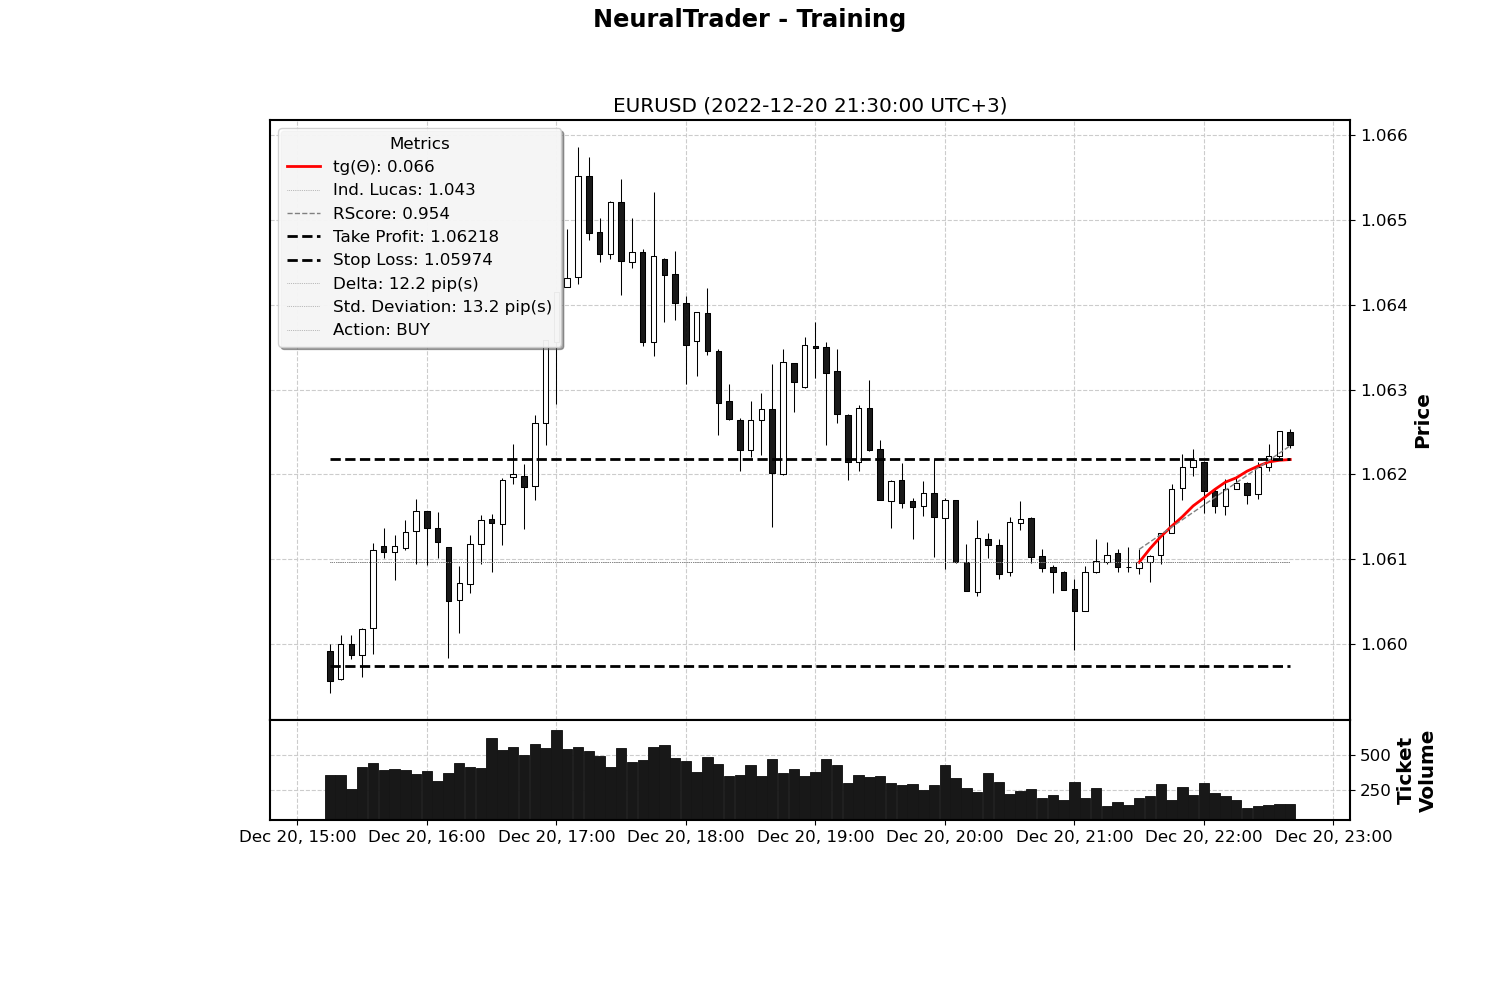 NeuralTrader - Training
EURUSD (2022-12-20 21:30:00 UTC+3)
Metrics
tg(Θ): 0.066
Ind. Lucas: 1.043
RScore: 0.954
Take Profit: 1.06218
Stop Loss: 1.05974
Delta: 12.2 pip(s)
Std. Deviation: 13.2 pip(s)
Action: BUY
1.066
1.065
1.064
1.063
1.062
1.061
1.060
Price
500
250
Ticket
Volume
Dec 20, 15:00
Dec 20, 16:00
Dec 20, 17:00
Dec 20, 18:00
Dec 20, 19:00
Dec 20, 20:00
Dec 20, 21:00
Dec 20, 22:00
Dec 20, 23:00